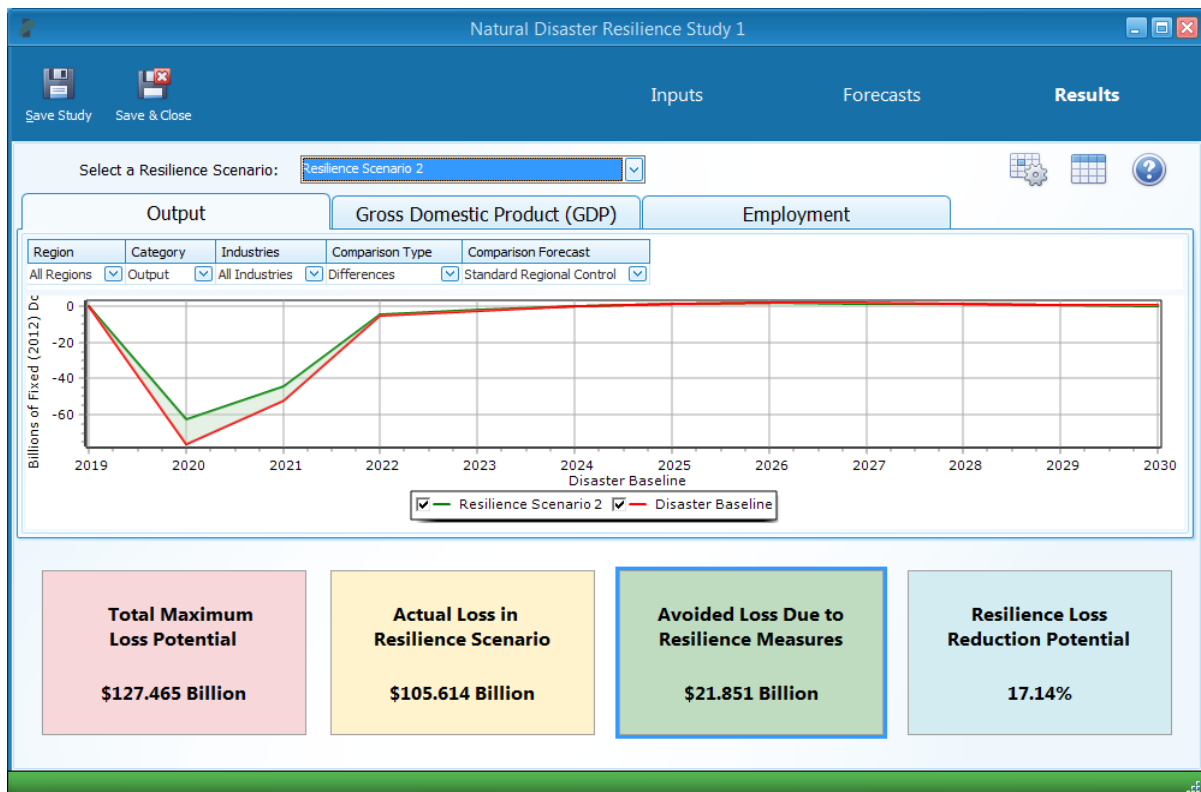 Natural Disaster Resilience Study 1
Save Study
Save & Close
Inputs
Forecasts
Results
Select a Resilience Scenario:
Resilience Scenario 2
Output
Gross Domestic Product (GDP)
Employment
Region
Category
Industries
Comparison Type
Comparison Forecast
All Regions
Output
All Industries
Differences
Standard Regional Control
Billions of Fixed (2012) Dc
0
-20
-40
-60
2019
2020
2021
2022
2023
2024
2025
2026
2027
2028
2029
2030
Disaster Baseline
Resilience Scenario 2
Disaster Baseline
Total Maximum
Loss Potential
$127.465 Billion
Actual Loss in
Resilience Scenario
$105.614 Billion
Avoided Loss Due to
Resilience Measures
$21.851 Billion
Resilience Loss
Reduction Potential
17.14%